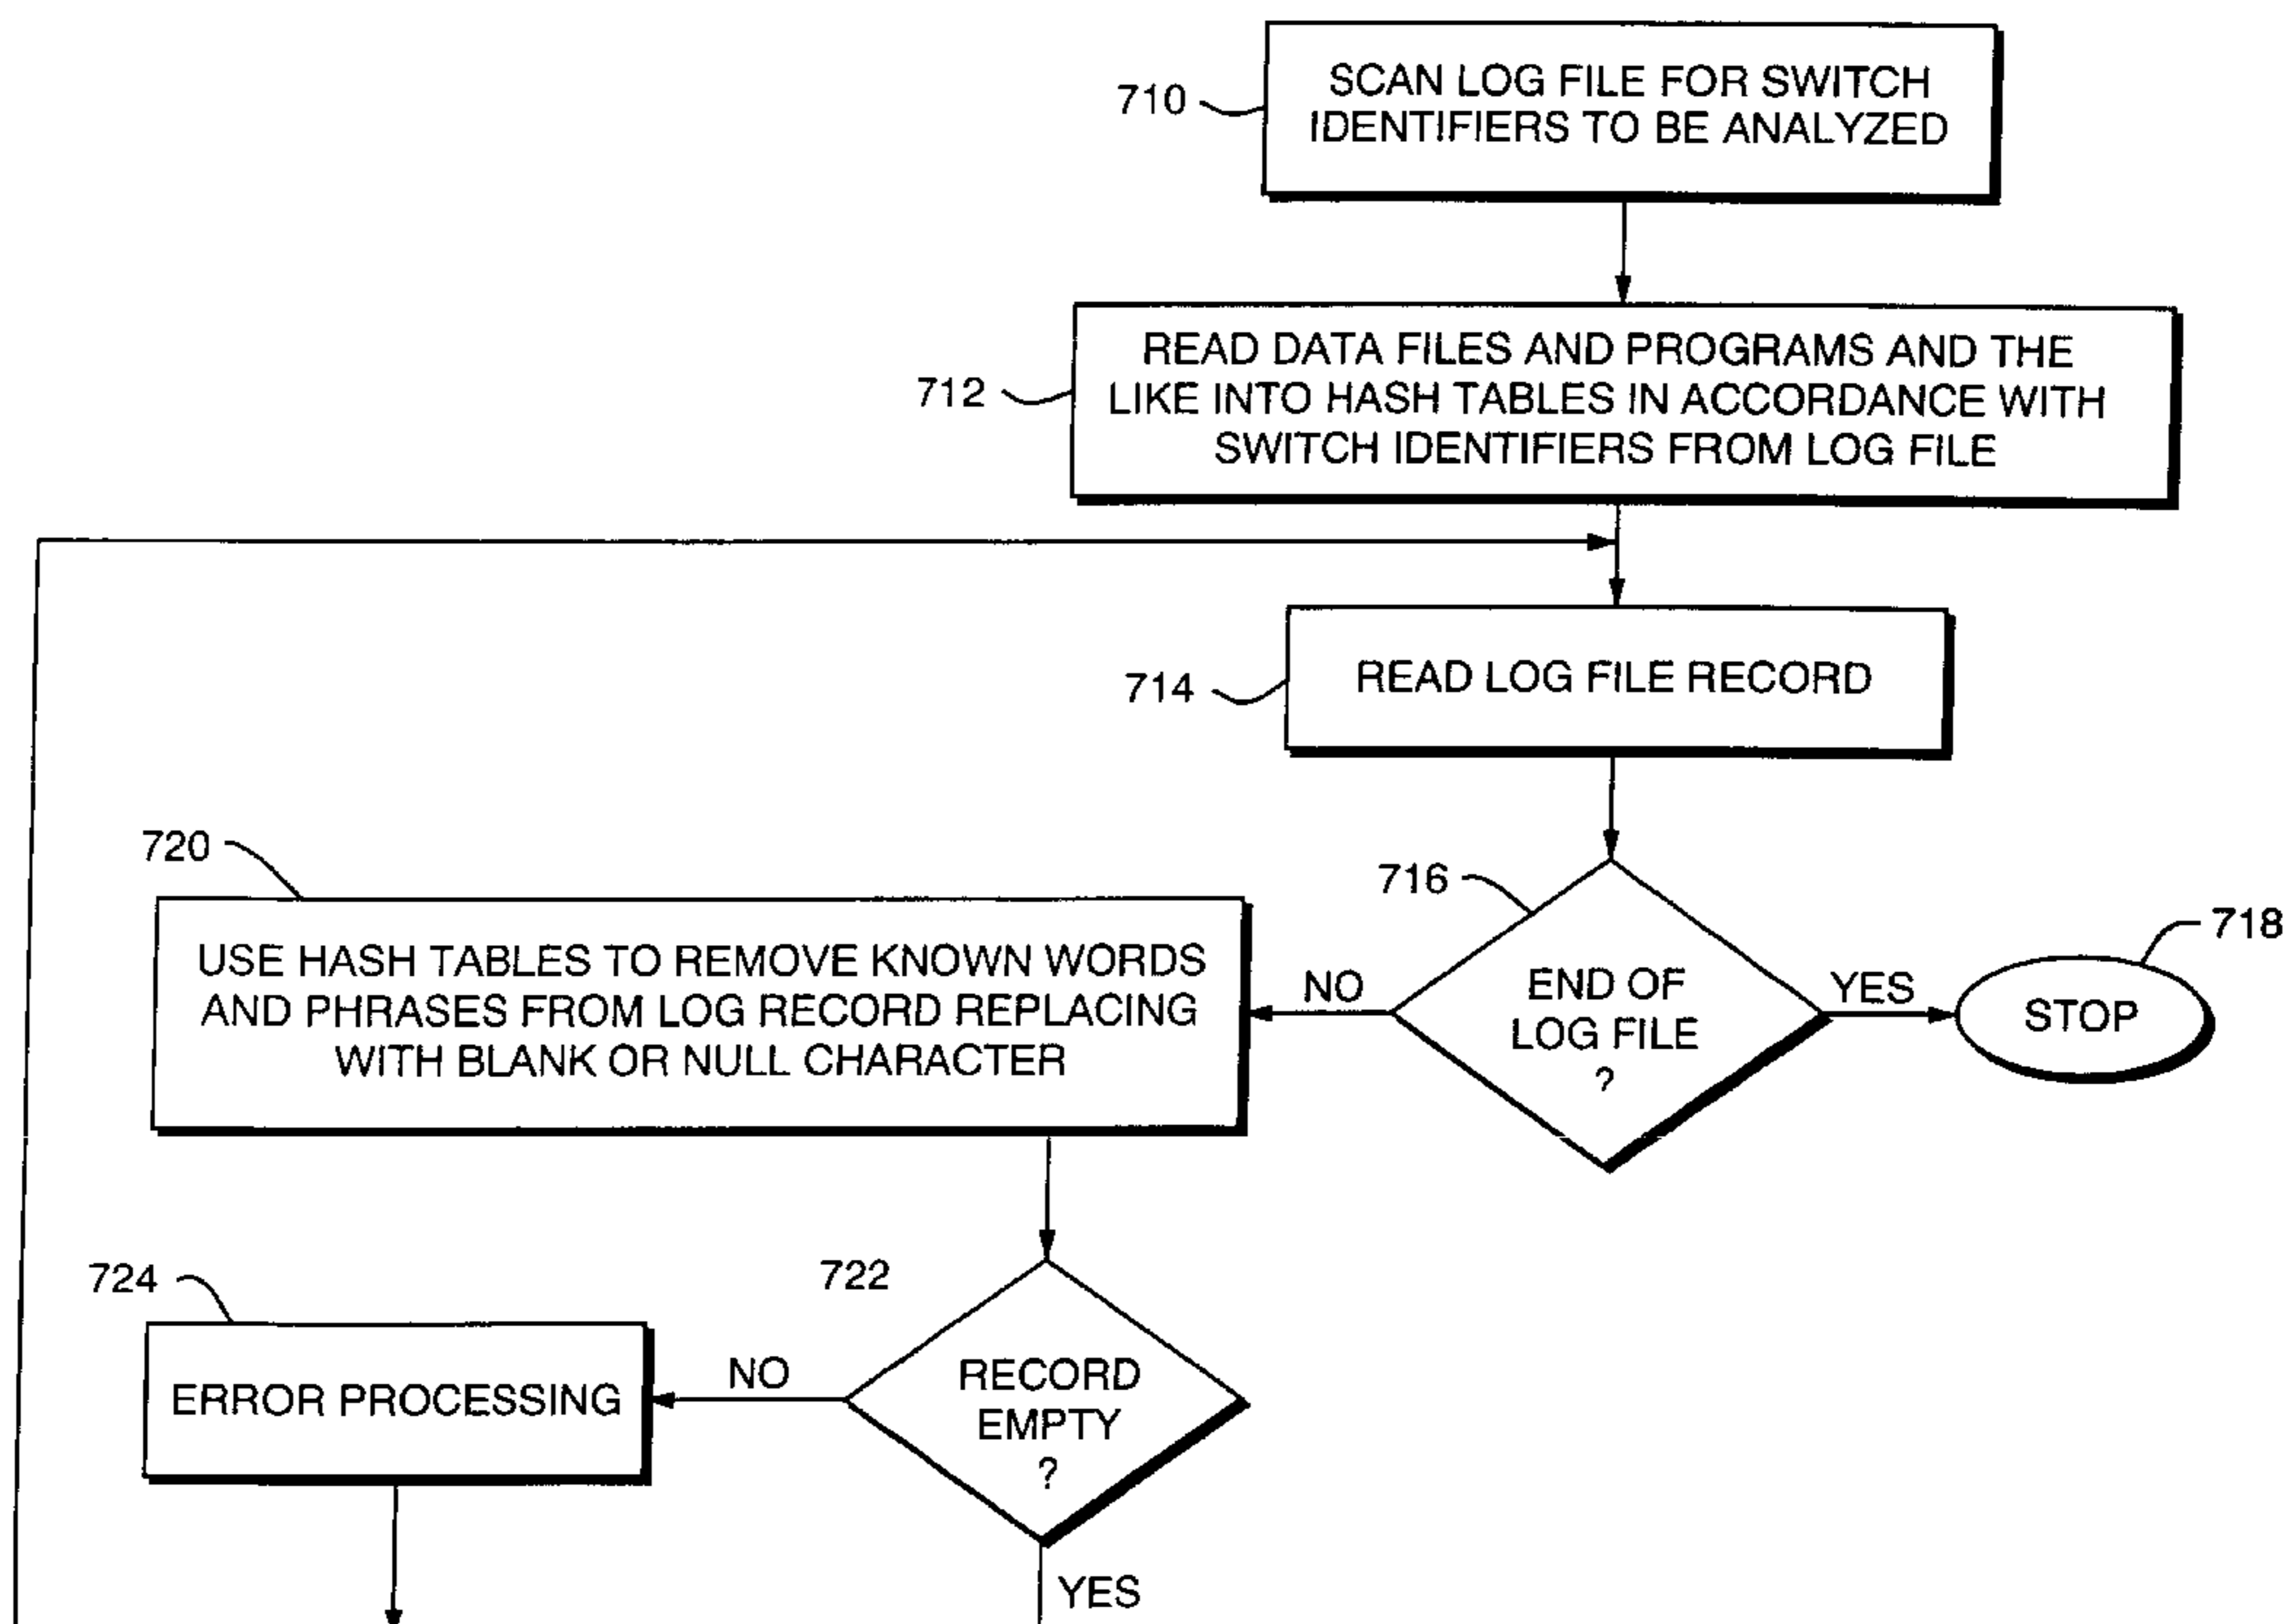 710
SCAN LOG FILE FOR SWITCH
IDENTIFIERS TO BE ANALYZED
712
READ DATA FILES AND PROGRAMS AND THE
LIKE INTO HASH TABLES IN ACCORDANCE WITH
SWITCH IDENTIFIERS FROM LOG FILE
714
READ LOG FILE RECORD
720
USE HASH TABLES TO REMOVE KNOWN WORDS
AND PHRASES FROM LOG RECORD REPLACING
WITH BLANK OR NULL CHARACTER
NO
716
END OF
LOG FILE
?
YES
718
STOP
724
ERROR PROCESSING
NO
722
RECORD
EMPTY
?
YES